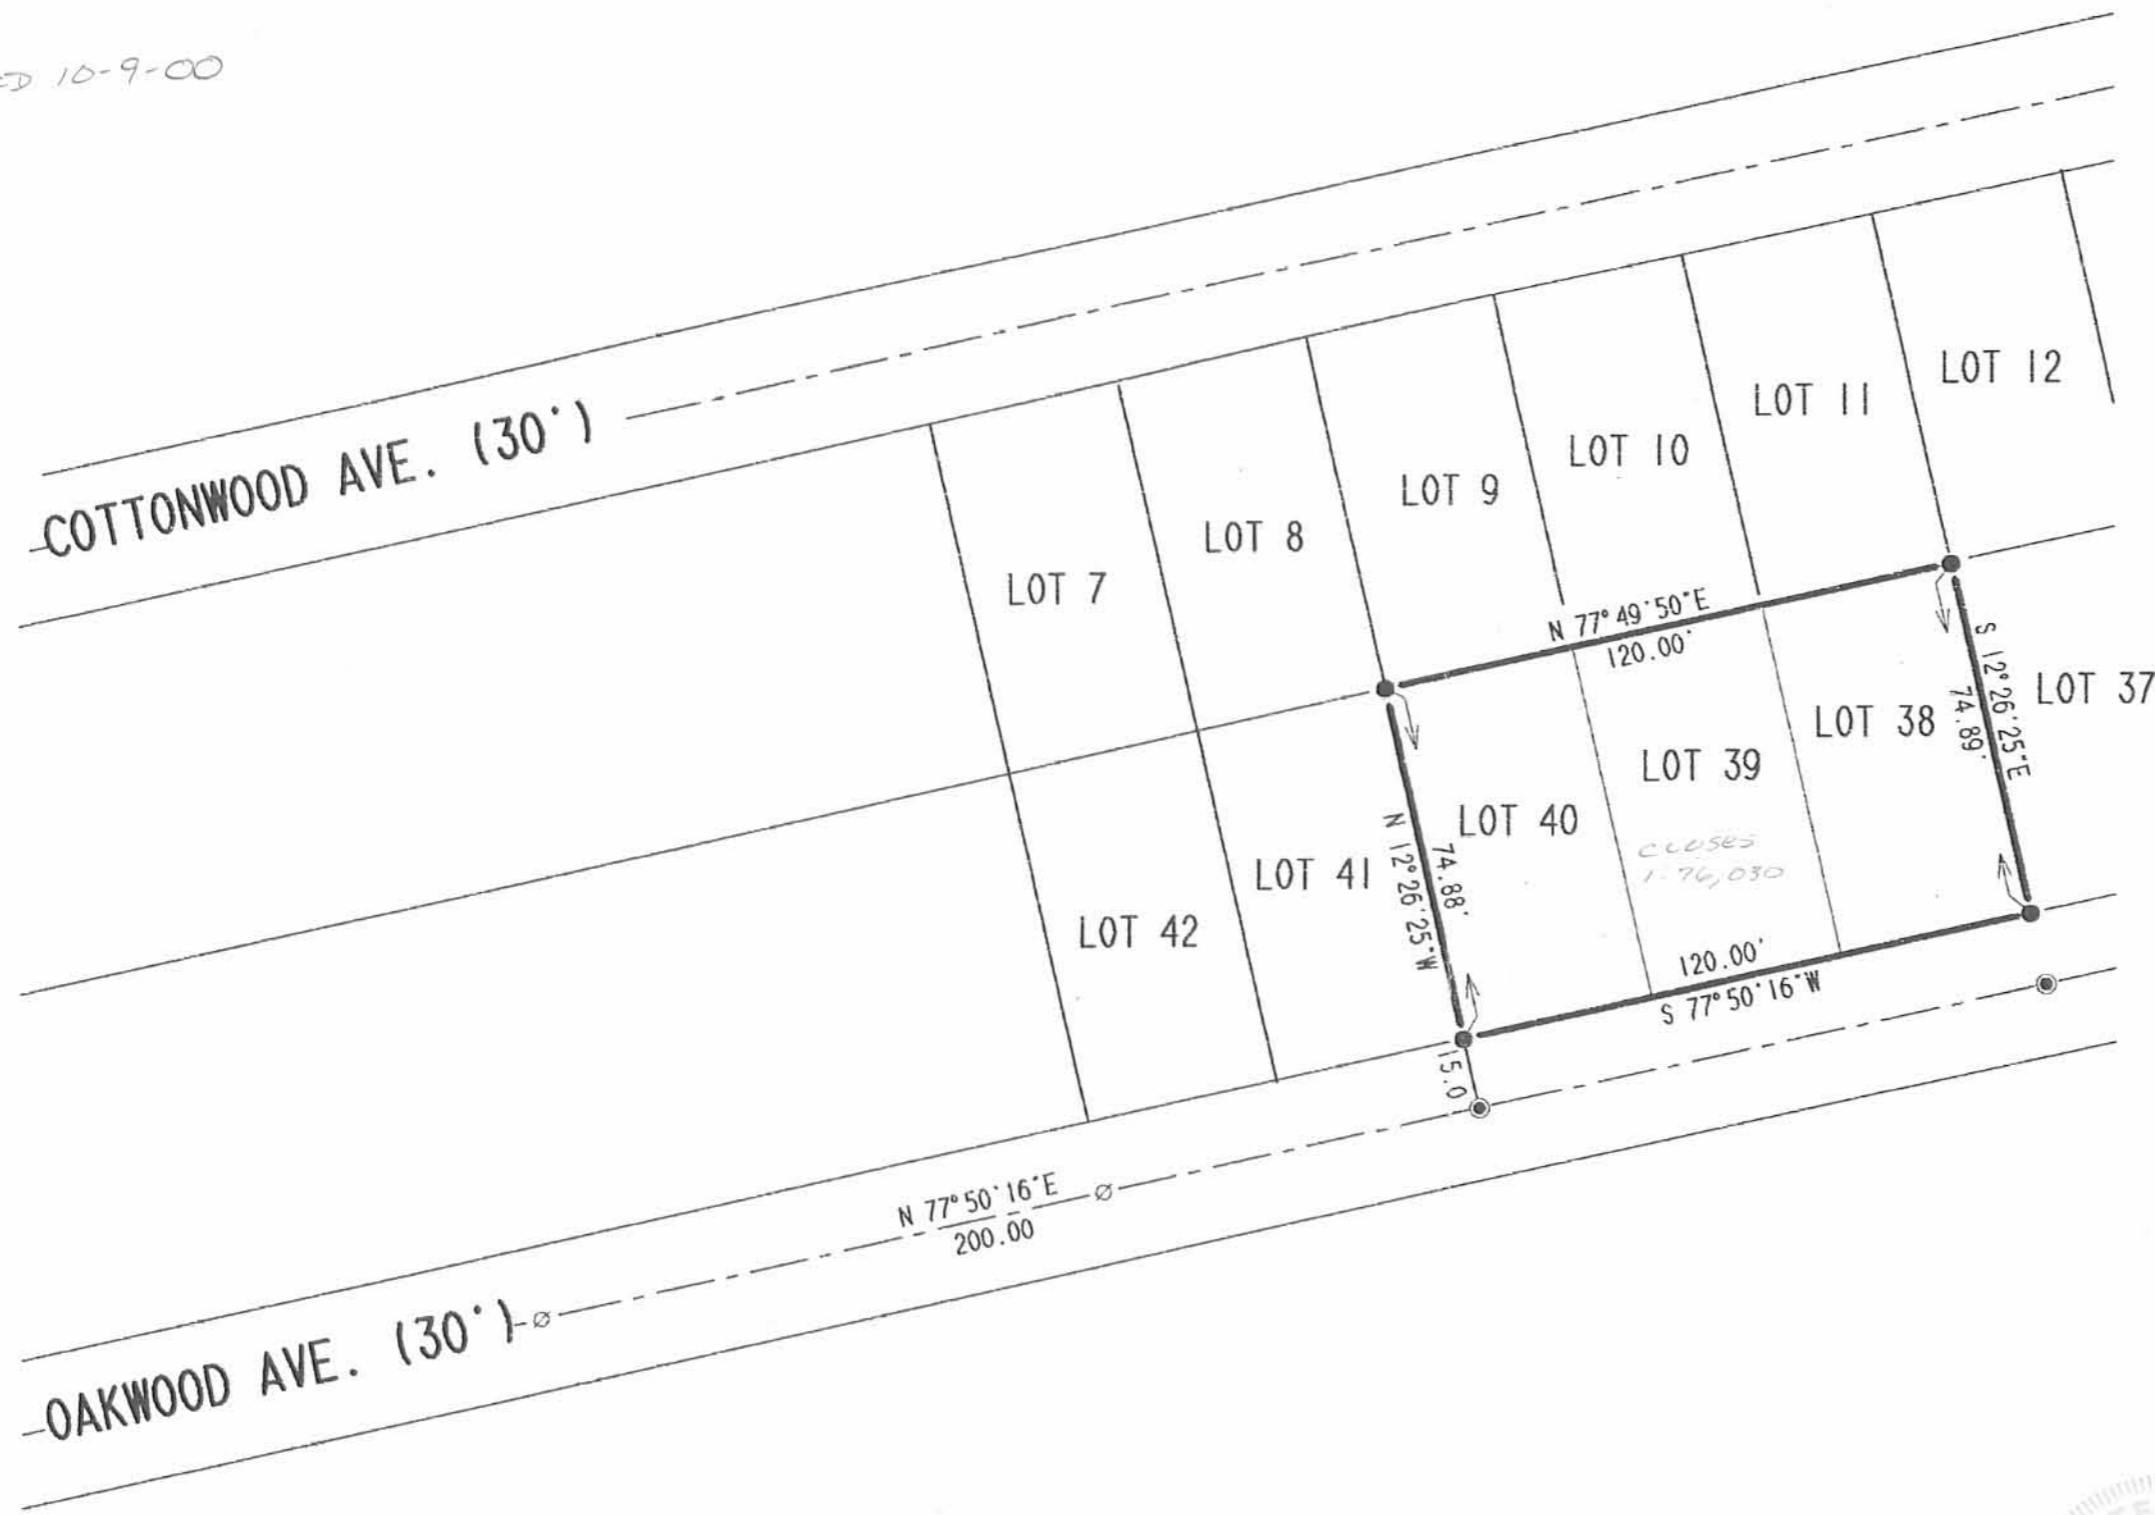 10-9-00
COTTONWOOD AVE. (30')
LOT 12
LOT 11
LOT 10
LOT 9
LOT 8
LOT 7
N 77°49'50"E
120.00'
S 12°26'25"E
74.89'
LOT 37
LOT 38
LOT 39
LOT 40
CLOSES
1-76,030
N 12°26'25"W
74.88'
LOT 41
LOT 42
120.00'
S 77°50'16"W
15.0
N 77°50'16"E
200.00
OAKWOOD AVE. (30')